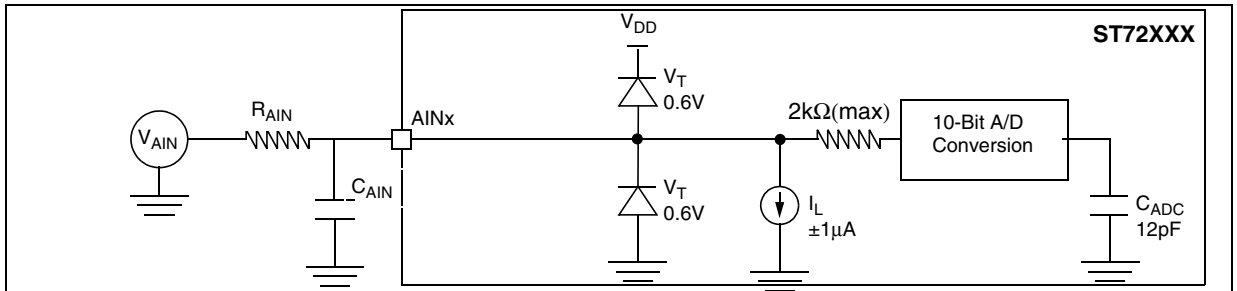 V_DD
ST72XXX
V_T
0.6V
R_AIN
AINx
2kΩ(max)
10-Bit A/D
Conversion
V_AIN
C_AIN
V_T
0.6V
I_L
±1μA
C_ADC
12pF